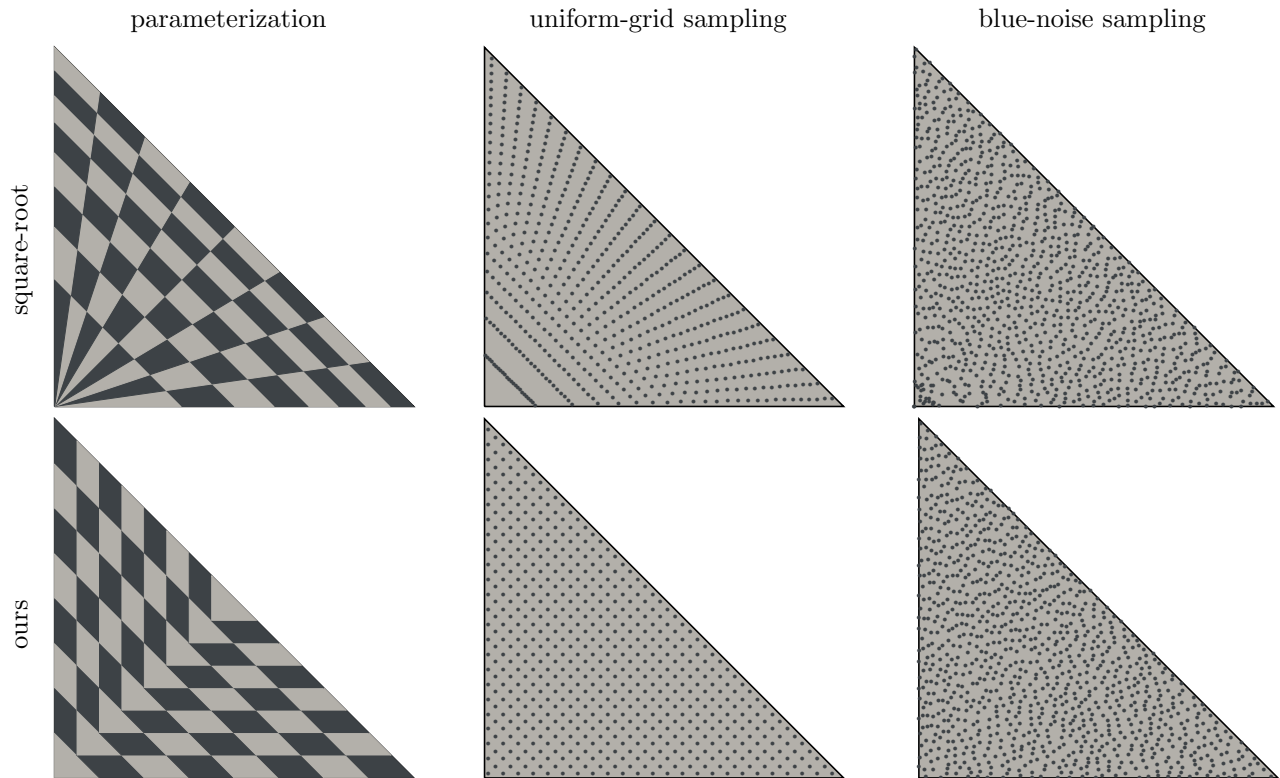 parameterization
uniform-grid sampling
blue-noise sampling
square-root
ours